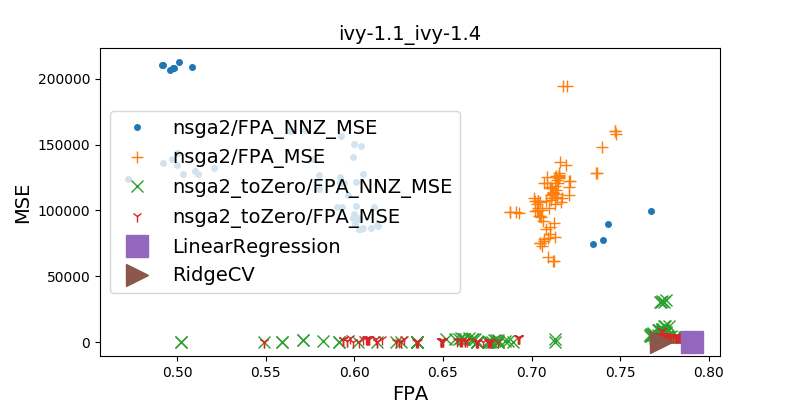 ivy-1.1_ivy-1.4
MSE
200000
150000
100000
50000
0
nsga2/FPA_NNZ_MSE
nsga2/FPA_MSE
nsga2_toZero/FPA_NNZ_MSE
nsga2_toZero/FPA_MSE
LinearRegression
RidgeCV
0.50 0.55 0.60 0.65 0.70 0.75 0.80
FPA